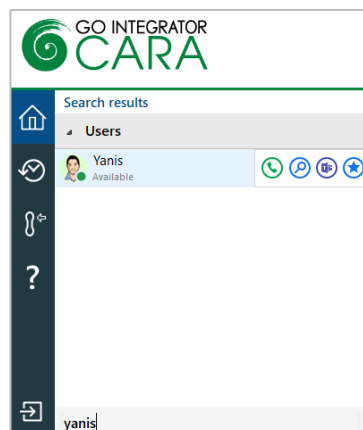 GO INTEGRATOR
CARA
Search results
Users
Yanis
Available
?
yanis